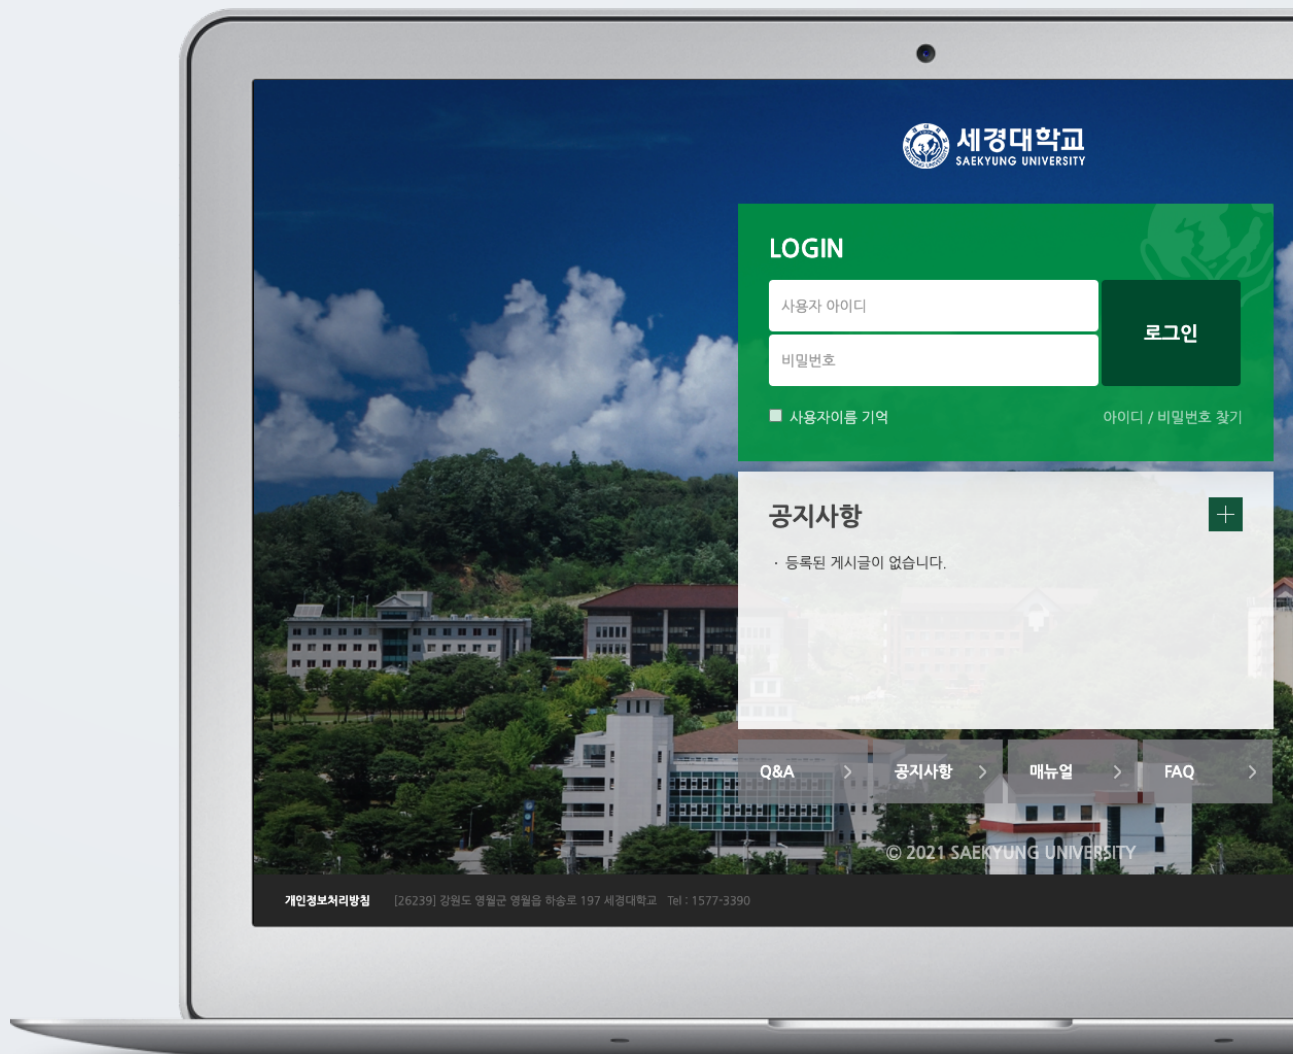 세경대학교
SAEKYUNG UNIVERSITY
LOGIN
사용자 아이디
비밀번호
로그인
사용자이름 기억
아이디 / 비밀번호 찾기
공지사항
· 등록된 게시글이 없습니다.
Q&A
공지사항
매뉴얼
FAQ
© 2021 SAEKYUNG UNIVERSITY
개인정보처리방침 [26239] 강원도 영월군 영월읍 하송로 197 세경대학교 Tel : 1577-3390